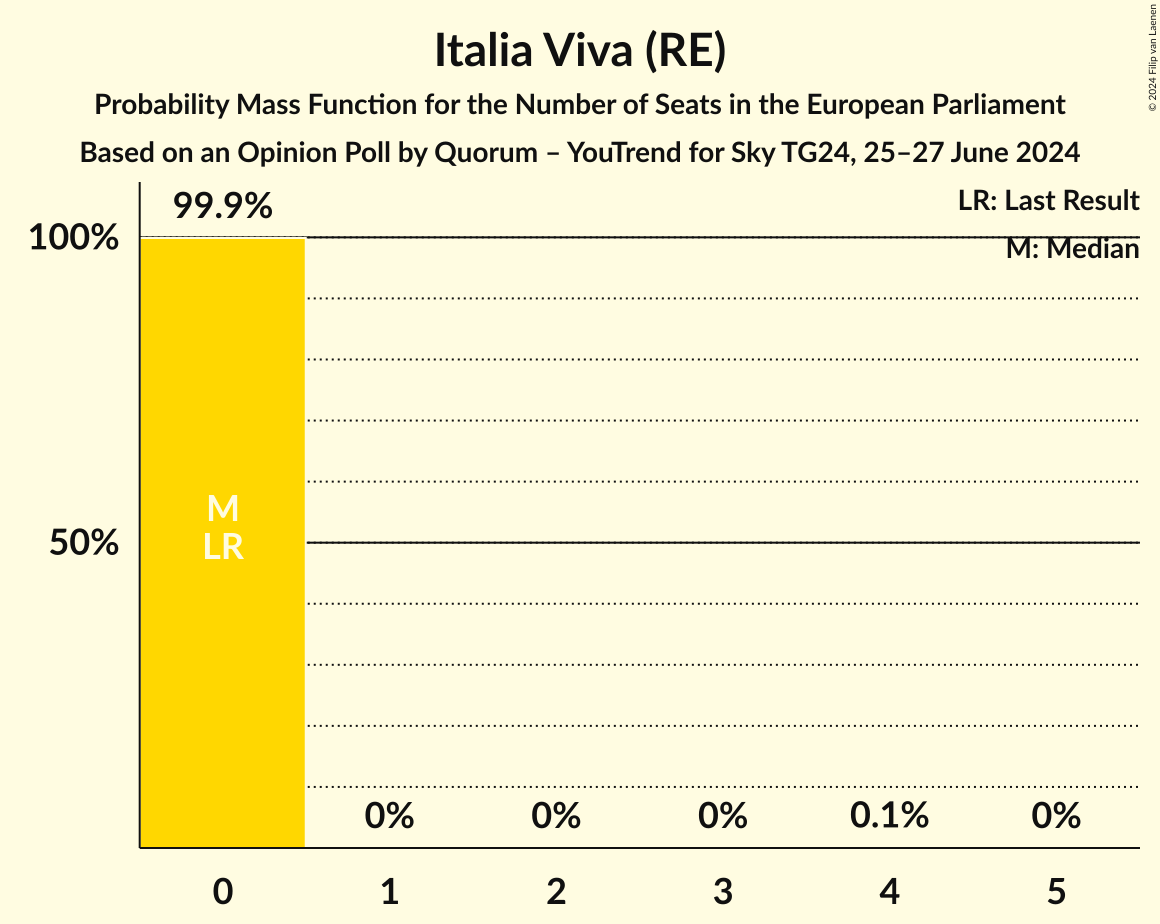 Italia Viva (RE)
Probability Mass Function for the Number of Seats in the European Parliament
Based on an Opinion Poll by Quorum – YouTrend for Sky TG24, 25–27 June 2024
© 2024 Filip van Laenen
LR: Last Result
M: Median
99.9%
100%
50%
M
LR
0%
0%
0%
0.1%
0%
0
1
2
3
4
5